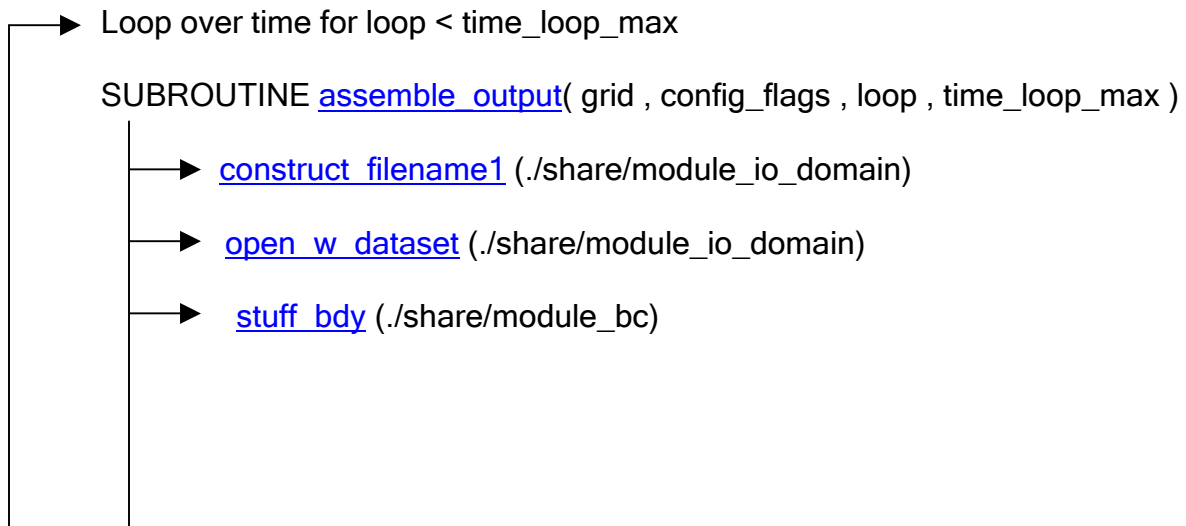 Loop over time for loop < time_loop_max
SUBROUTINE assemble_output( grid , config_flags , loop , time_loop_max )
construct_filename1 (./share/module_io_domain)
open_w_dataset (./share/module_io_domain)
stuff_bdy (./share/module_bc)